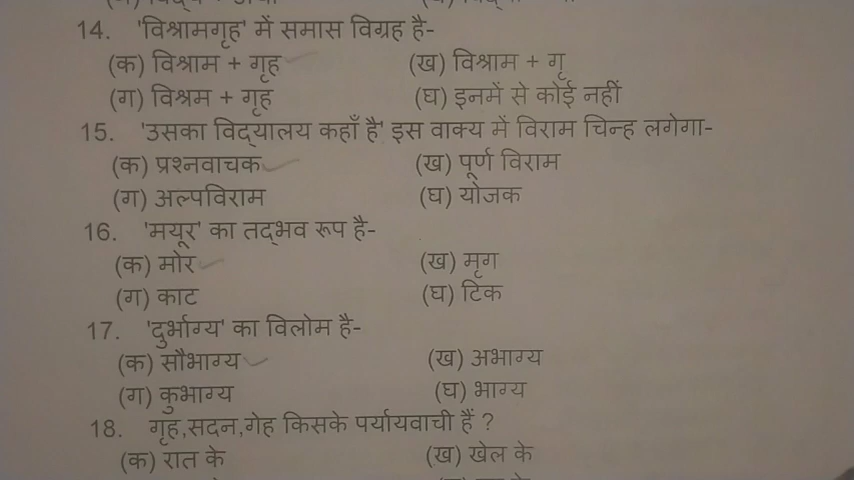 14. 'विश्रामगृह' में समास विग्रह है-
(क) विश्राम + गृह (ख) विश्राम + गृ
(ग) विश्रम + गृह (घ) इनमें से कोई नहीं
15. 'उसका विद्यालय कहाँ है' इस वाक्य में विराम चिन्ह लगेगा-
(क) प्रश्नवाचक (ख) पूर्ण विराम
(ग) अल्पविराम (घ) योजक
16. 'मयूर' का तद्भव रूप है-
(क) मोर (ख) मृग
(ग) काट (घ) टिक
17. 'दुर्भाग्य' का विलोम है-
(क) सौभाग्य (ख) अभाग्य
(ग) कुभाग्य (घ) भाग्य
18. गृह,सदन,गेह किसके पर्यायवाची हैं ?
(क) रात के (ख) खेल के